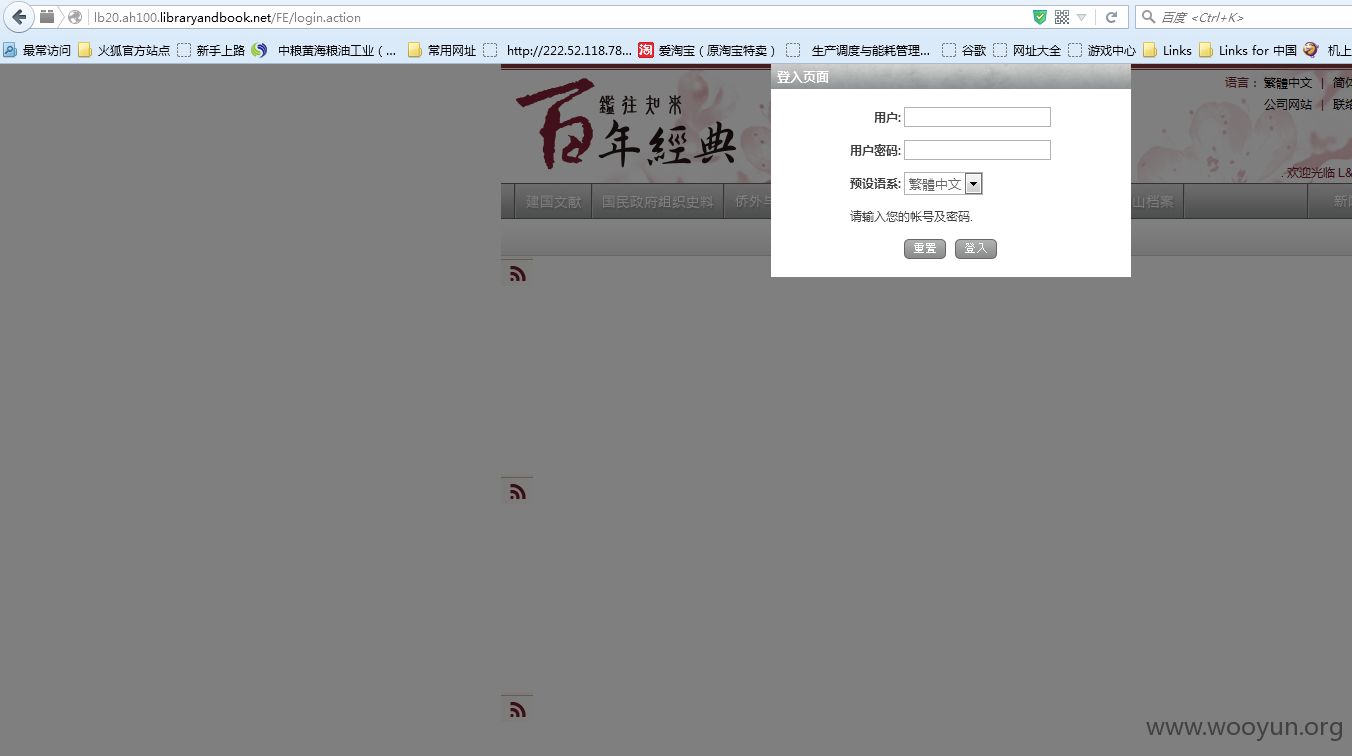 lb20.ah100.libraryandbook.net/FE/login.action
百度 <Ctrl+K>
最常访问 火狐官方站点 新手上路 中粮黄海粮油工业（... 常用网址 http://222.52.118.78... 爱淘宝（原淘宝特卖） 生产调度与能耗管理... 谷歌 网址大全 游戏中心 Links Links for 中国 机上
登入页面
鑑往知來
百年經典
语言： 繁體中文 | 简体
公司网站 | 联络
. 欢迎光临 L&
用户:
用户密码:
预设语系: 繁體中文
请输入您的帐号及密码.
重置 登入
建国文献 国民政府组织史料 侨外与 山档案 新闻
www.wooyun.org